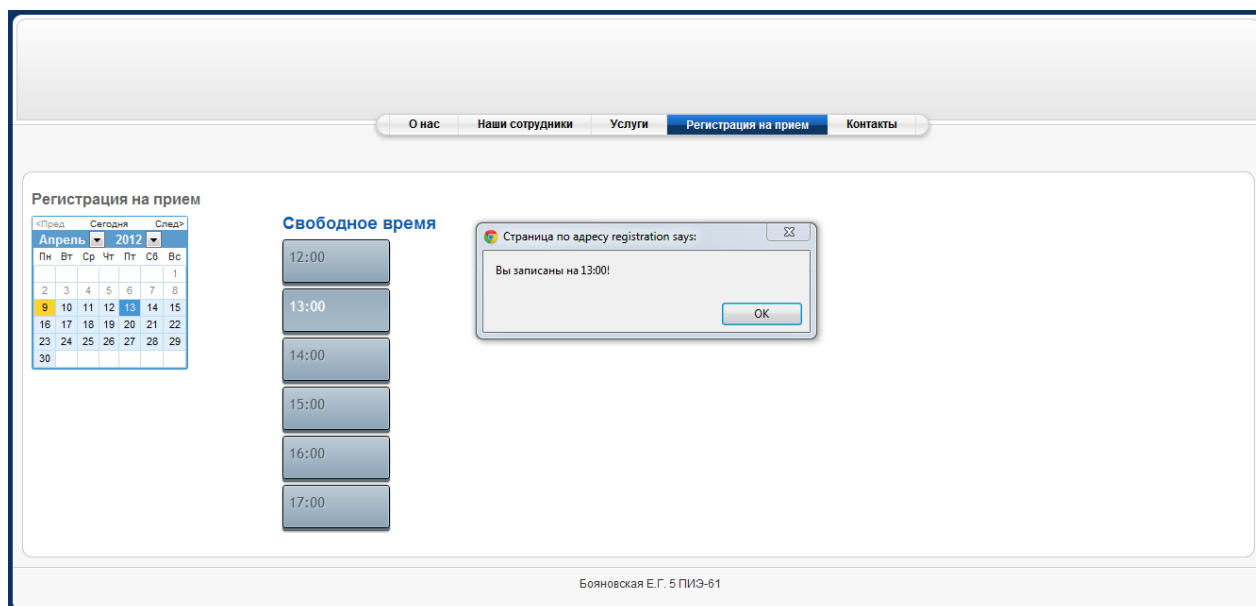 О нас Наши сотрудники Услуги Регистрация на прием Контакты
Регистрация на прием
<Пред Сегодня След>
Апрель 2012
Пн Вт Ср Чт Пт Сб Вс
1
2 3 4 5 6 7 8
9 10 11 12 13 14 15
16 17 18 19 20 21 22
23 24 25 26 27 28 29
30
Свободное время
12:00
13:00
14:00
15:00
16:00
17:00
Страница по адресу registration says:
Вы записаны на 13:00!
OK
Бояновская Е.Г. 5 ПИЭ-61